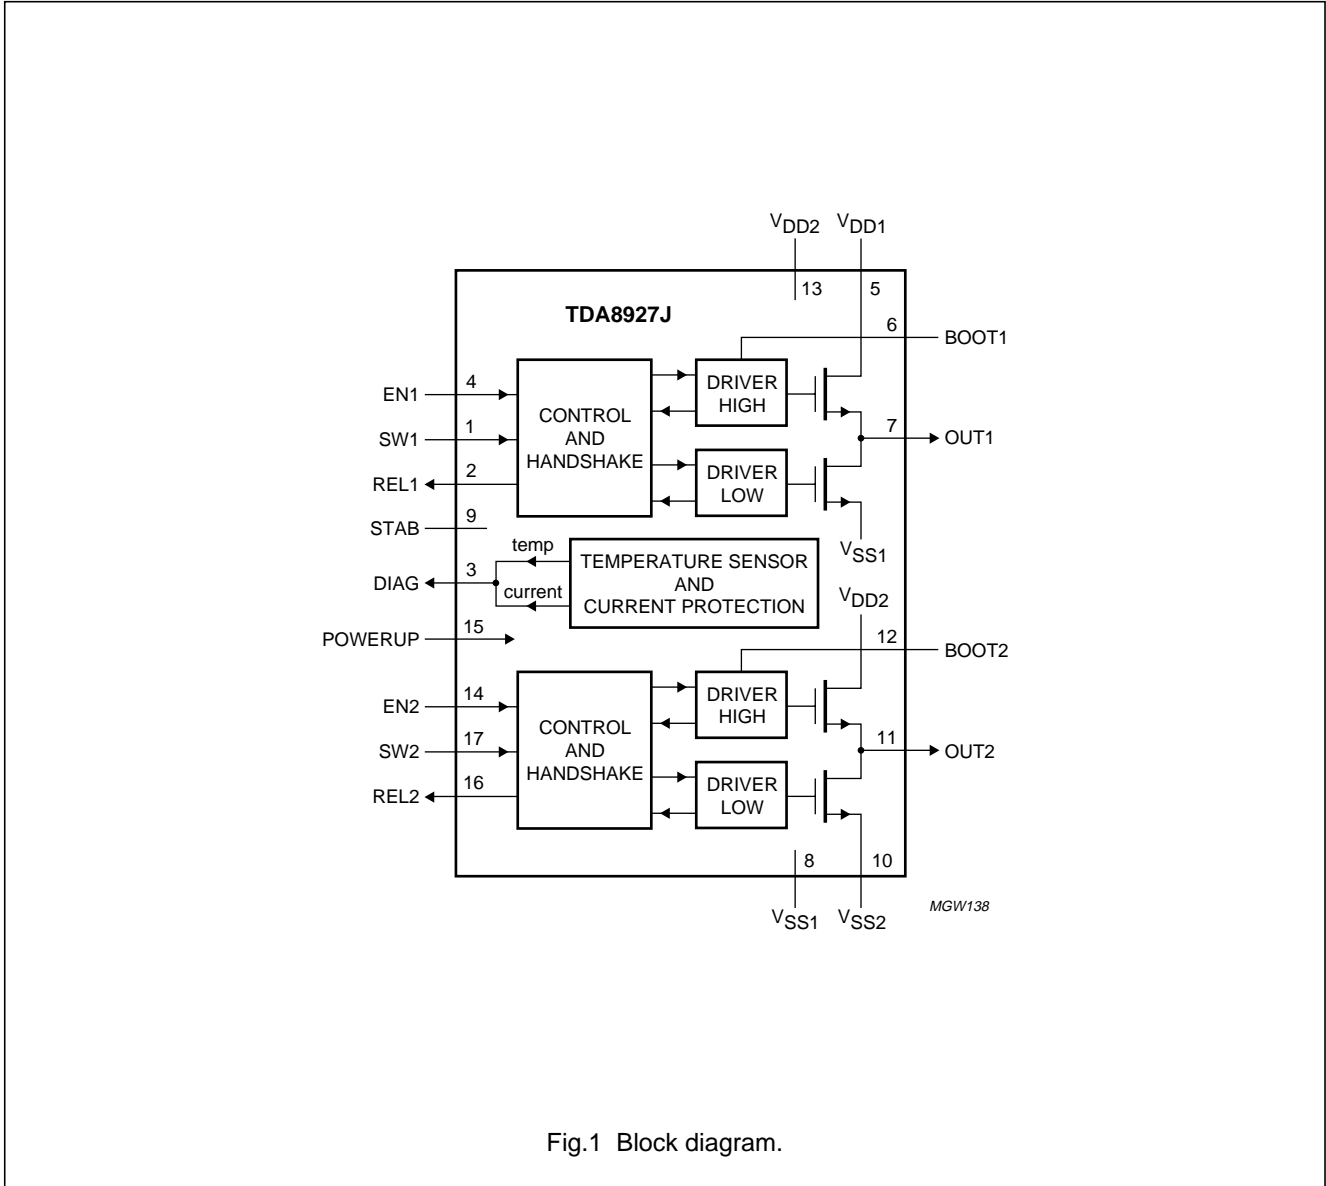 VDD2 VDD1
13 5
TDA8927J
6 BOOT1
EN1 4
CONTROL
AND
HANDSHAKE
DRIVER
HIGH
SW1 1
7 OUT1
REL1 2
DRIVER
LOW
STAB 9
VSS1
temp
TEMPERATURE SENSOR
AND
CURRENT PROTECTION
DIAG 3
current
VDD2
POWERUP 15
12 BOOT2
EN2 14
CONTROL
AND
HANDSHAKE
DRIVER
HIGH
SW2 17
11 OUT2
REL2 16
DRIVER
LOW
8 10
VSS1 VSS2
MGW138
Fig.1 Block diagram.